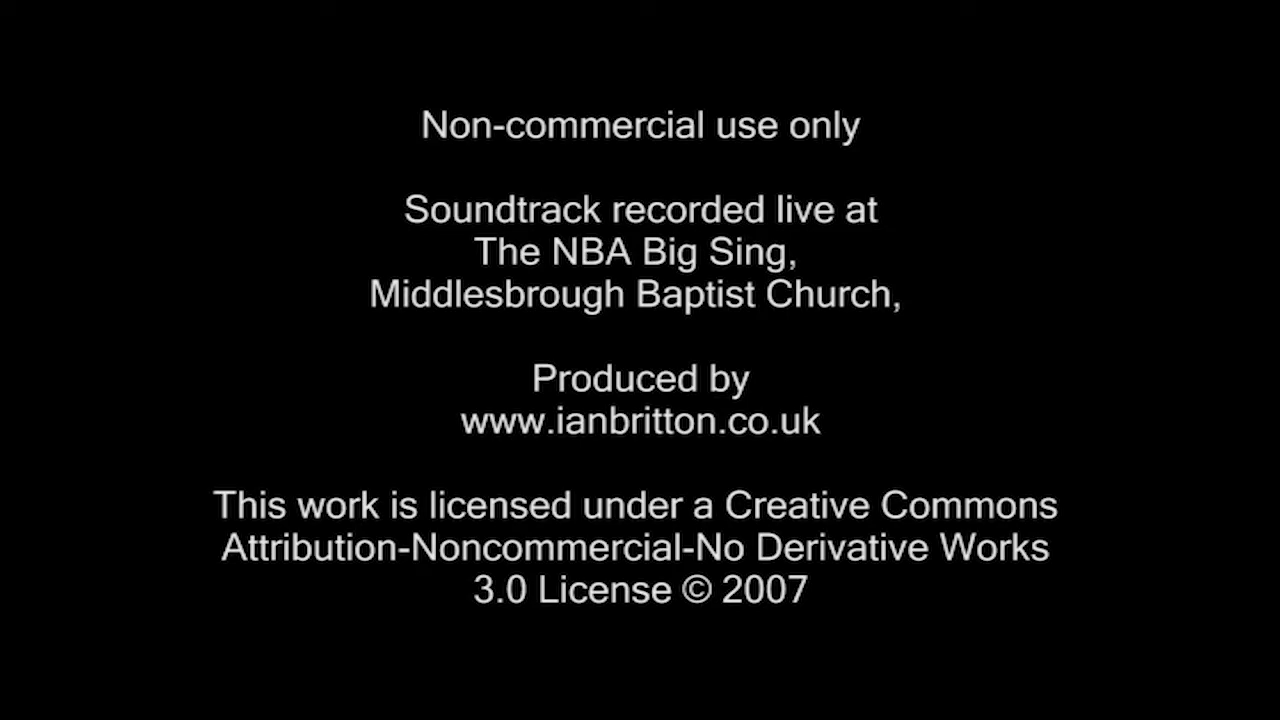 Non-commercial use only
Soundtrack recorded live at
The NBA Big Sing,
Middlesbrough Baptist Church,
Produced by
www.ianbritton.co.uk
This work is licensed under a Creative Commons
Attribution-Noncommercial-No Derivative Works
3.0 License © 2007